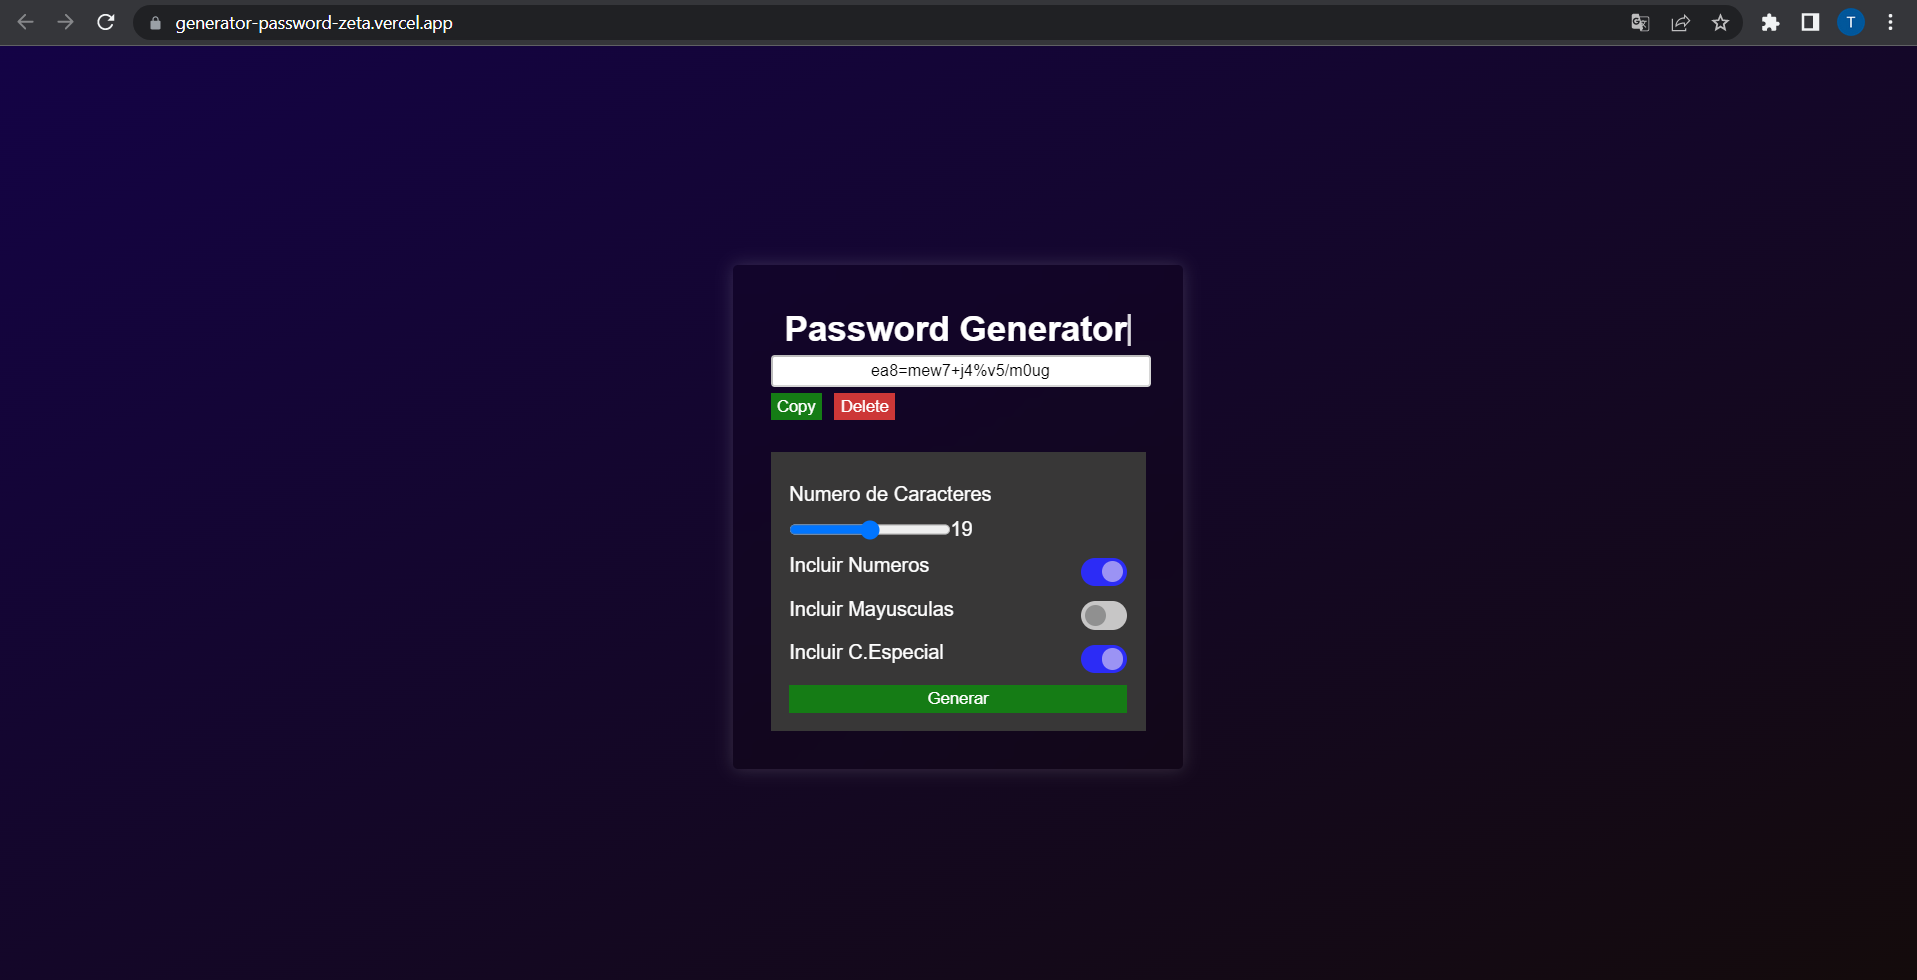 generator-password-zeta.vercel.app
T
Password Generator
ea8=mew7+j4%v5/m0ug
Copy Delete
Numero de Caracteres
19
Incluir Numeros
Incluir Mayusculas
Incluir C.Especial
Generar